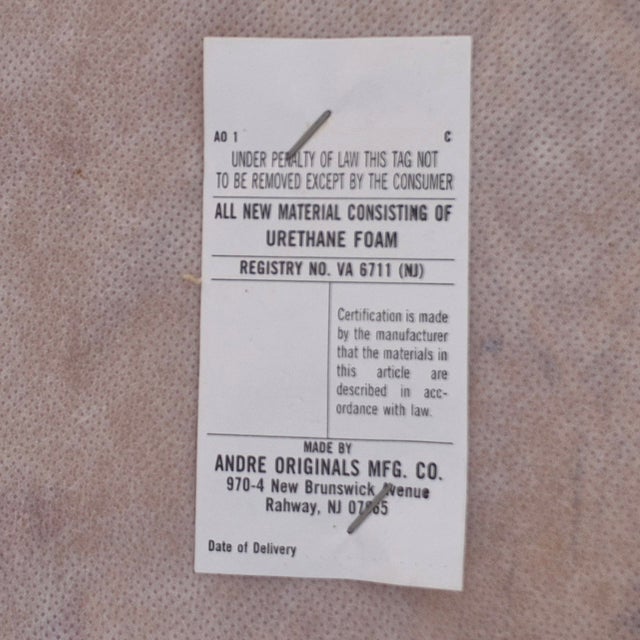 AO 1 C
UNDER PENALTY OF LAW THIS TAG NOT
TO BE REMOVED EXCEPT BY THE CONSUMER
ALL NEW MATERIAL CONSISTING OF
URETHANE FOAM
REGISTRY NO. VA 6711 (NJ)
Certification is made
by the manufacturer
that the materials in
this article are
described in acc-
ordance with law.
MADE BY
ANDRE ORIGINALS MFG. CO.
970-4 New Brunswick Avenue
Rahway, NJ 07065
Date of Delivery